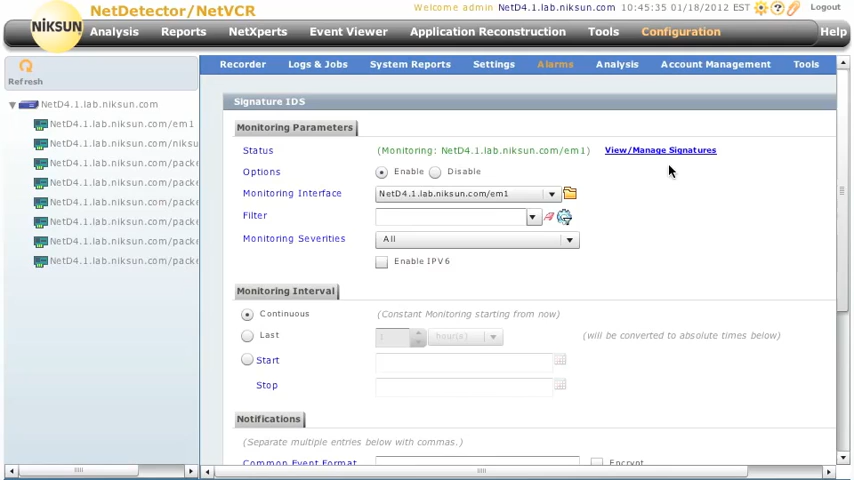 NetDetector/NetVCR
Welcome admin NetD4.1.lab.niksun.com 10:45:35 01/18/2012 EST Logout
NIKSUN
Analysis Reports NetXperts Event Viewer Application Reconstruction Tools Configuration Help
Refresh
Recorder Logs & Jobs System Reports Settings Alarms Analysis Account Management Tools
NetD4.1.lab.niksun.com
NetD4.1.lab.niksun.com/em1
NetD4.1.lab.niksun.com/niksu
NetD4.1.lab.niksun.com/packe
NetD4.1.lab.niksun.com/packe
NetD4.1.lab.niksun.com/packe
NetD4.1.lab.niksun.com/packe
NetD4.1.lab.niksun.com/packe
NetD4.1.lab.niksun.com/packe
Signature IDS
Monitoring Parameters
Status (Monitoring: NetD4.1.lab.niksun.com/em1) View/Manage Signatures
Options Enable Disable
Monitoring Interface NetD4.1.lab.niksun.com/em1
Filter
Monitoring Severities All
Enable IPV6
Monitoring Interval
Continuous (Constant Monitoring starting from now)
Last 1 hour(s) (will be converted to absolute times below)
Start
Stop
Notifications
(Separate multiple entries below with commas.)
Common Event Format Encrypt